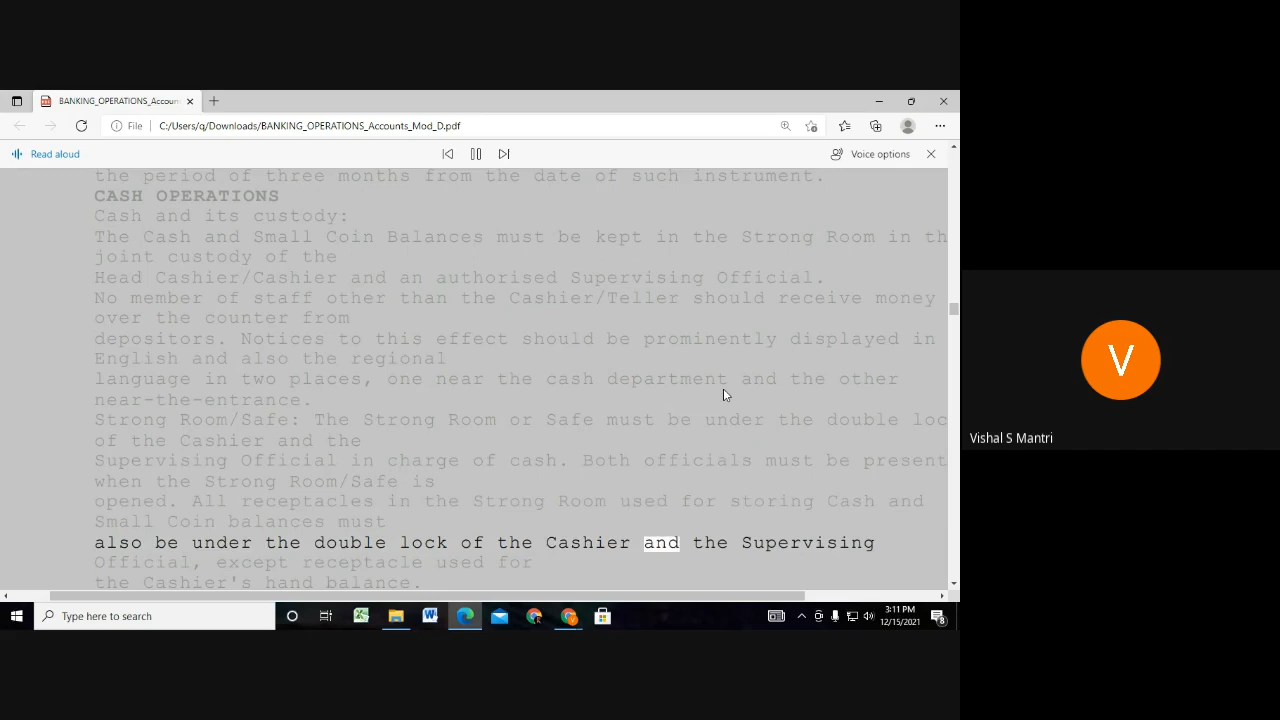 BANKING_OPERATIONS_Accoun
File
C:/Users/q/Downloads/BANKING_OPERATIONS_Accounts_Mod_D.pdf
Read aloud
Voice options
the period of three months from the date of such instrument.
CASH OPERATIONS
Cash and its custody:
The Cash and Small Coin Balances must be kept in the Strong Room in th
joint custody of the
Head Cashier/Cashier and an authorised Supervising Official.
No member of staff other than the Cashier/Teller should receive money
over the counter from
depositors. Notices to this effect should be prominently displayed in
English and also the regional
language in two places, one near the cash department and the other
near-the-entrance.
Strong Room/Safe: The Strong Room or Safe must be under the double loc
of the Cashier and the
Supervising Official in charge of cash. Both officials must be present
when the Strong Room/Safe is
opened. All receptacles in the Strong Room used for storing Cash and
Small Coin balances must
also be under the double lock of the Cashier and the Supervising
Official, except receptacle used for
the Cashier's hand balance.
V
Vishal S Mantri
Type here to search
3:11 PM
12/15/2021
8